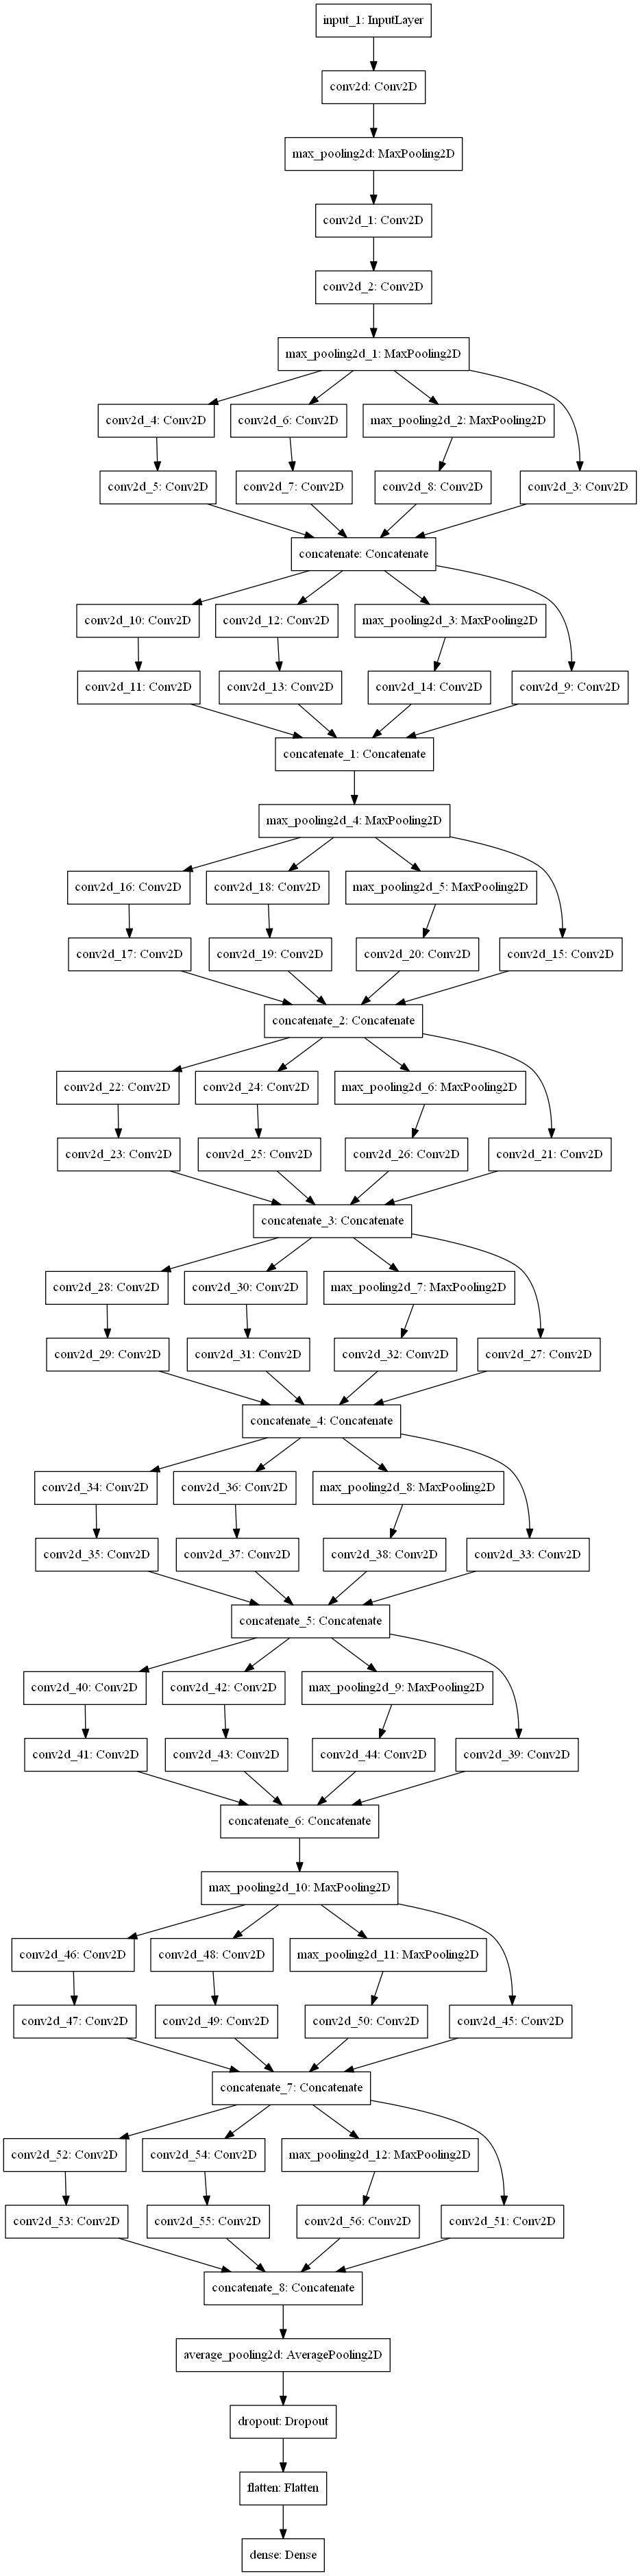 input_1: InputLayer
conv2d: Conv2D
max_pooling2d: MaxPooling2D
conv2d_1: Conv2D
conv2d_2: Conv2D
max_pooling2d_1: MaxPooling2D
conv2d_4: Conv2D
conv2d_6: Conv2D
max_pooling2d_2: MaxPooling2D
conv2d_5: Conv2D
conv2d_7: Conv2D
conv2d_8: Conv2D
conv2d_3: Conv2D
concatenate: Concatenate
conv2d_10: Conv2D
conv2d_12: Conv2D
max_pooling2d_3: MaxPooling2D
conv2d_11: Conv2D
conv2d_13: Conv2D
conv2d_14: Conv2D
conv2d_9: Conv2D
concatenate_1: Concatenate
max_pooling2d_4: MaxPooling2D
conv2d_16: Conv2D
conv2d_18: Conv2D
max_pooling2d_5: MaxPooling2D
conv2d_17: Conv2D
conv2d_19: Conv2D
conv2d_20: Conv2D
conv2d_15: Conv2D
concatenate_2: Concatenate
conv2d_22: Conv2D
conv2d_24: Conv2D
max_pooling2d_6: MaxPooling2D
conv2d_23: Conv2D
conv2d_25: Conv2D
conv2d_26: Conv2D
conv2d_21: Conv2D
concatenate_3: Concatenate
conv2d_28: Conv2D
conv2d_30: Conv2D
max_pooling2d_7: MaxPooling2D
conv2d_29: Conv2D
conv2d_31: Conv2D
conv2d_32: Conv2D
conv2d_27: Conv2D
concatenate_4: Concatenate
conv2d_34: Conv2D
conv2d_36: Conv2D
max_pooling2d_8: MaxPooling2D
conv2d_35: Conv2D
conv2d_37: Conv2D
conv2d_38: Conv2D
conv2d_33: Conv2D
concatenate_5: Concatenate
conv2d_40: Conv2D
conv2d_42: Conv2D
max_pooling2d_9: MaxPooling2D
conv2d_41: Conv2D
conv2d_43: Conv2D
conv2d_44: Conv2D
conv2d_39: Conv2D
concatenate_6: Concatenate
max_pooling2d_10: MaxPooling2D
conv2d_46: Conv2D
conv2d_48: Conv2D
max_pooling2d_11: MaxPooling2D
conv2d_47: Conv2D
conv2d_49: Conv2D
conv2d_50: Conv2D
conv2d_45: Conv2D
concatenate_7: Concatenate
conv2d_52: Conv2D
conv2d_54: Conv2D
max_pooling2d_12: MaxPooling2D
conv2d_53: Conv2D
conv2d_55: Conv2D
conv2d_56: Conv2D
conv2d_51: Conv2D
concatenate_8: Concatenate
average_pooling2d: AveragePooling2D
dropout: Dropout
flatten: Flatten
dense: Dense